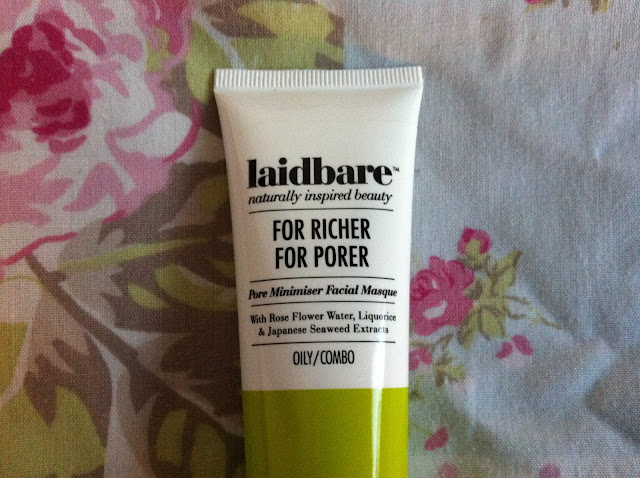 laidbare™
naturally inspired beauty
FOR RICHER
FOR PORER
Pore Minimiser Facial Masque
With Rose Flower Water, Liquorice
& Japanese Seaweed Extracts
OILY/COMBO